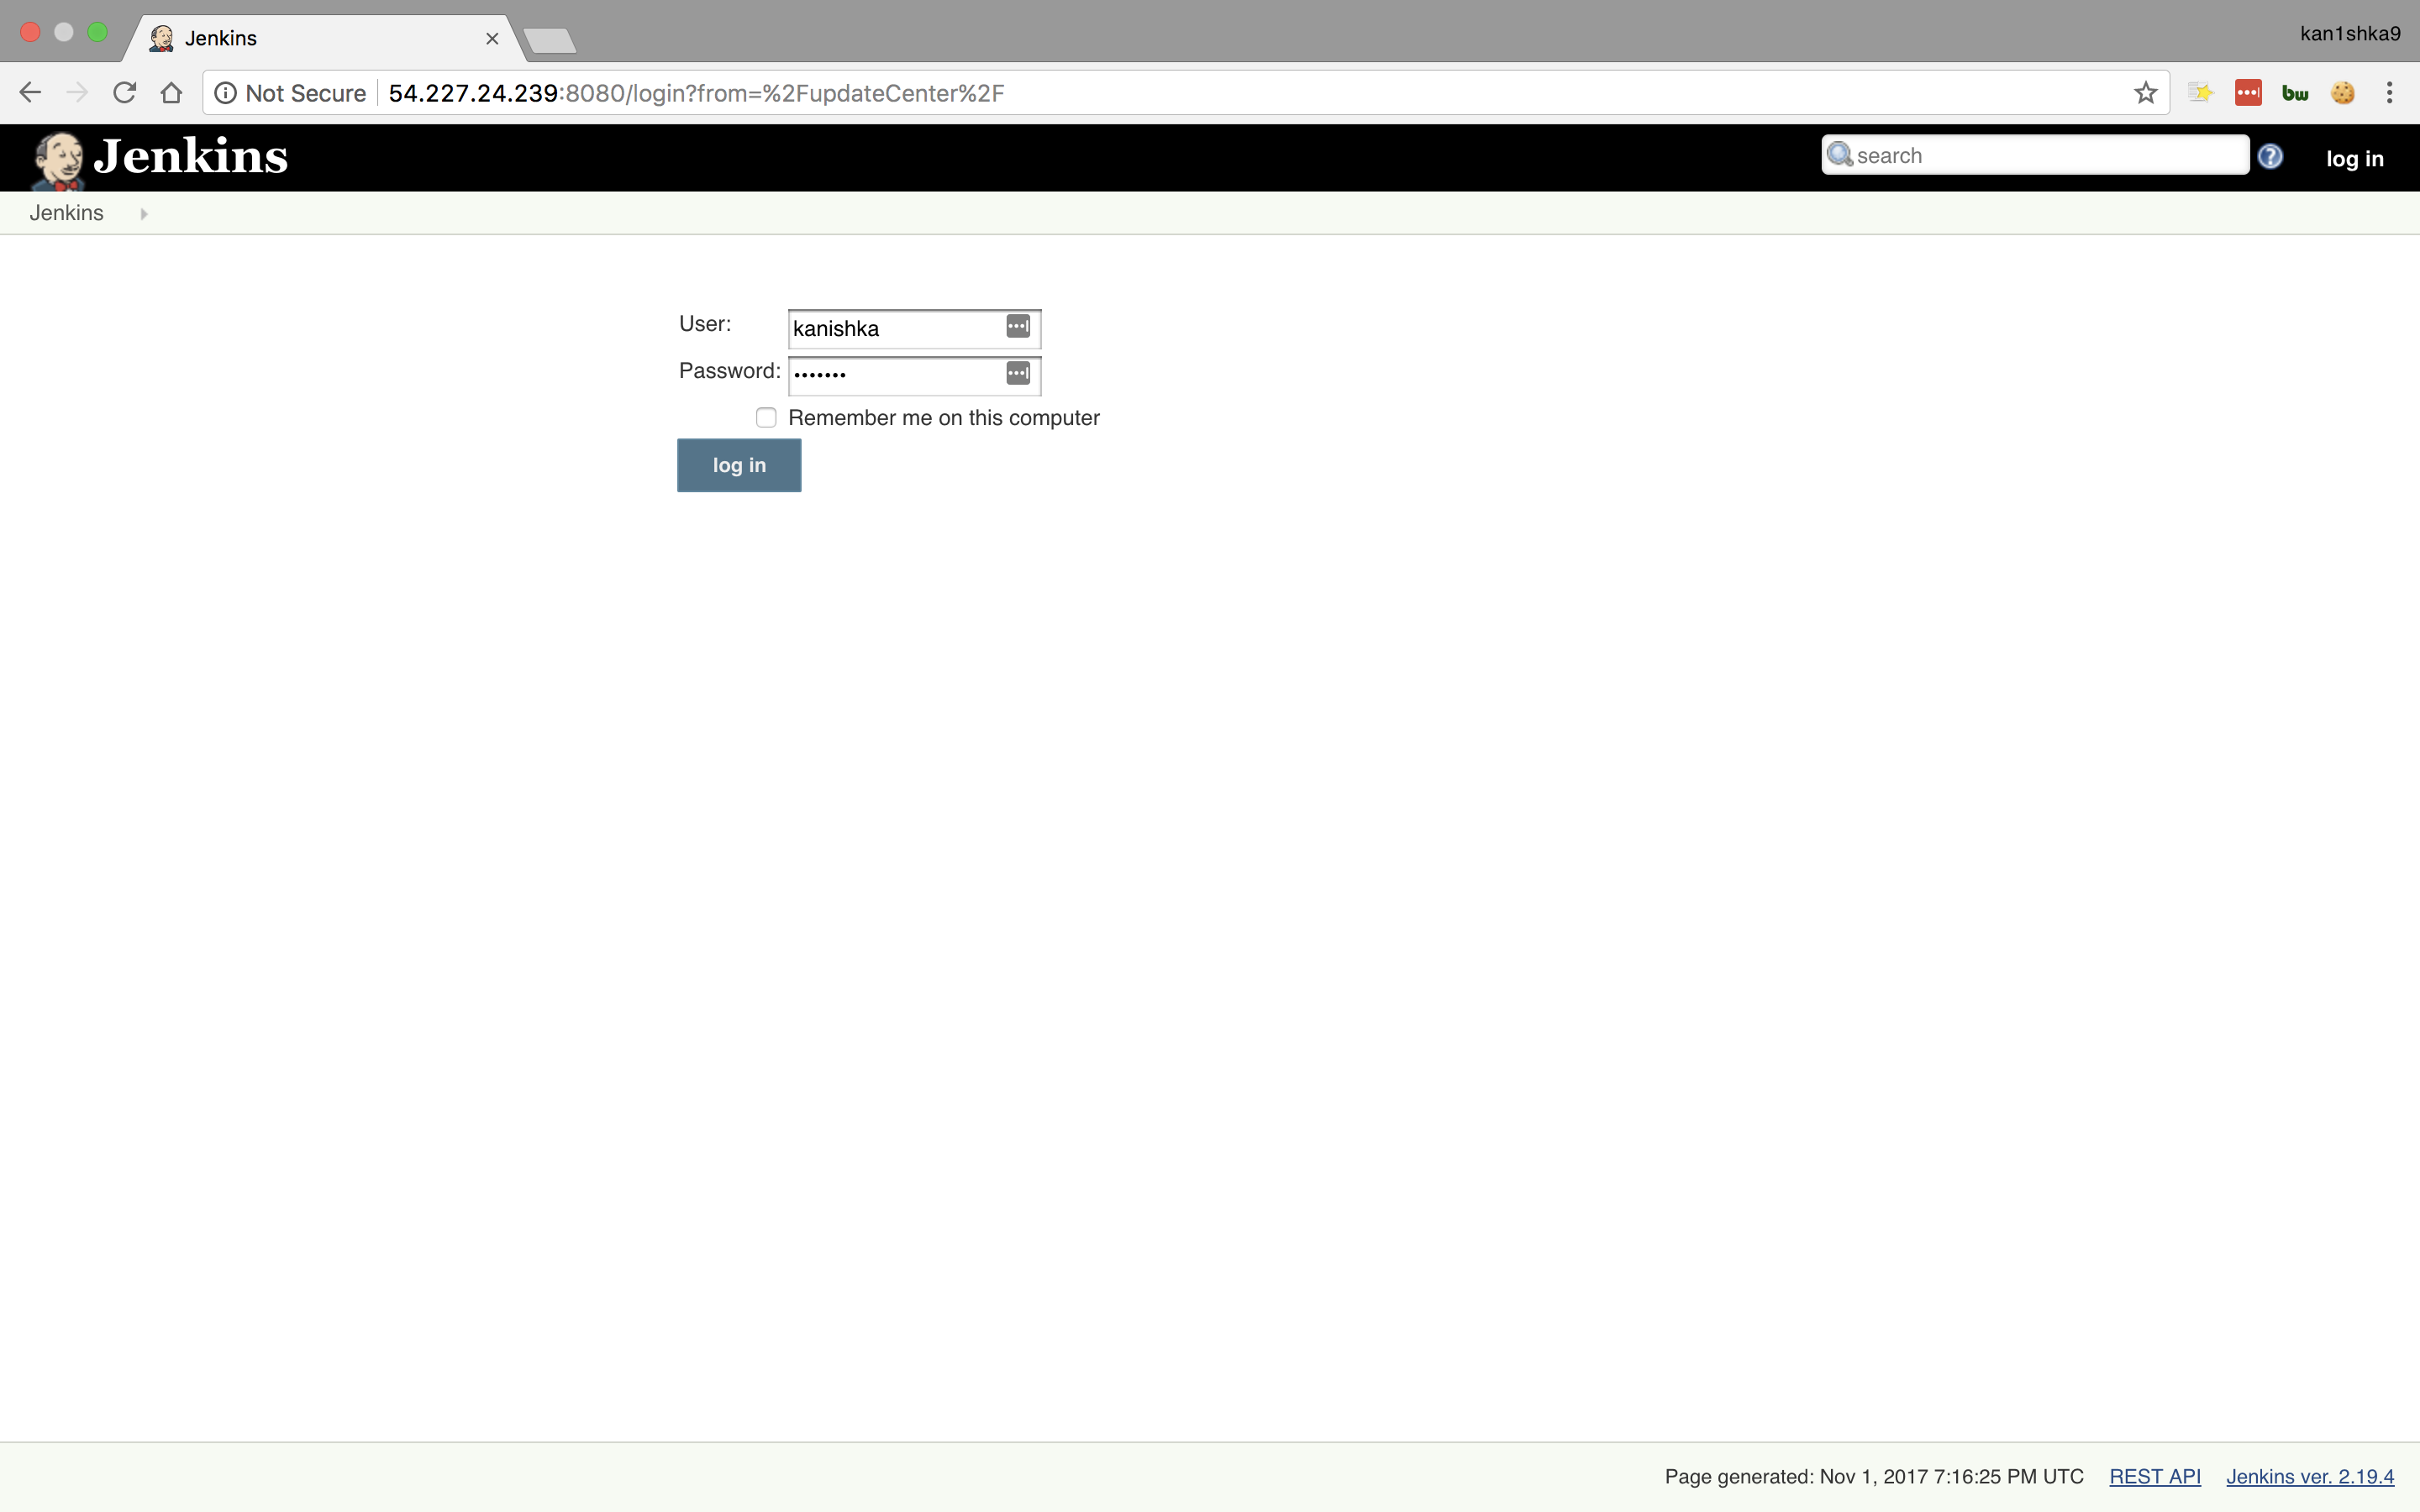 Jenkins
kan1shka9
Not Secure 54.227.24.239:8080/login?from=%2FupdateCenter%2F
bw
Jenkins
search
log in
Jenkins
User: kanishka
Password: •••••••
Remember me on this computer
log in
Page generated: Nov 1, 2017 7:16:25 PM UTC REST API Jenkins ver. 2.19.4